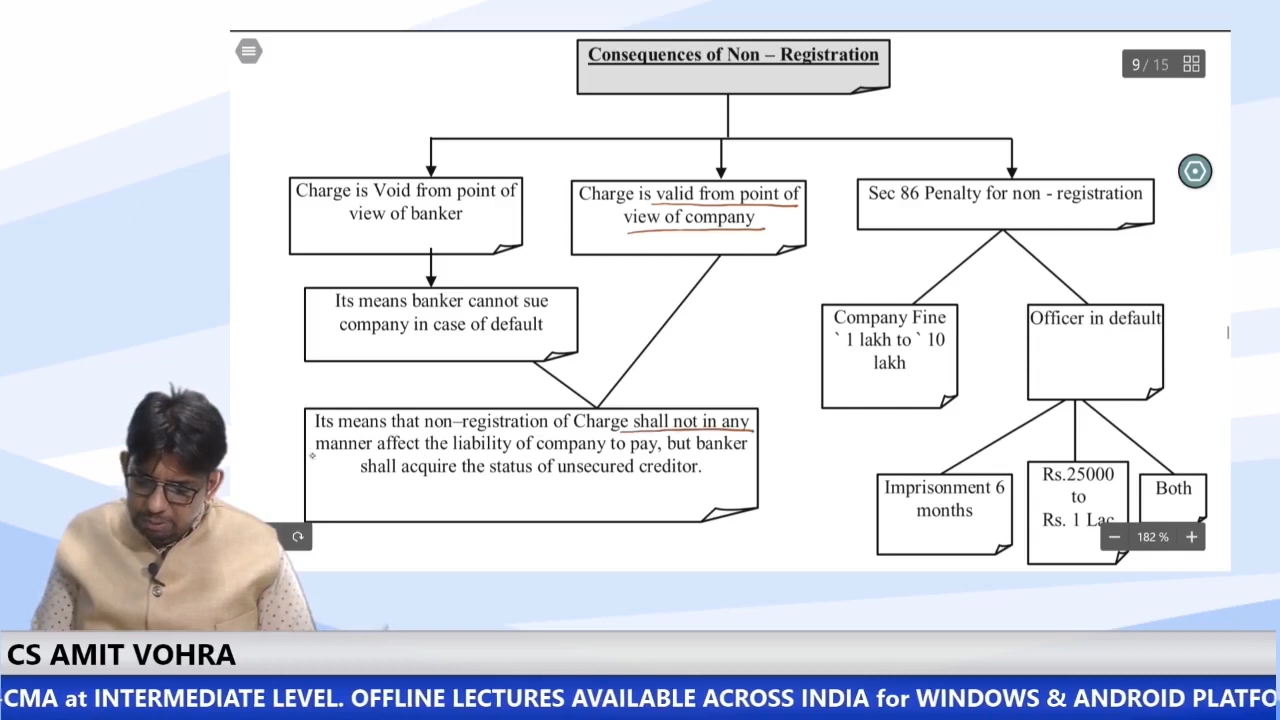 Consequences of Non – Registration
9 / 15
Charge is Void from point of
view of banker
Charge is valid from point of
view of company
Sec 86 Penalty for non - registration
Its means banker cannot sue
company in case of default
Company Fine
` 1 lakh to ` 10
lakh
Officer in default
Its means that non–registration of Charge shall not in any
manner affect the liability of company to pay, but banker
shall acquire the status of unsecured creditor.
Imprisonment 6
months
Rs.25000
to
Rs. 1 Lac
Both
182 %
CS AMIT VOHRA
-CMA at INTERMEDIATE LEVEL. OFFLINE LECTURES AVAILABLE ACROSS INDIA for WINDOWS & ANDROID PLATFO